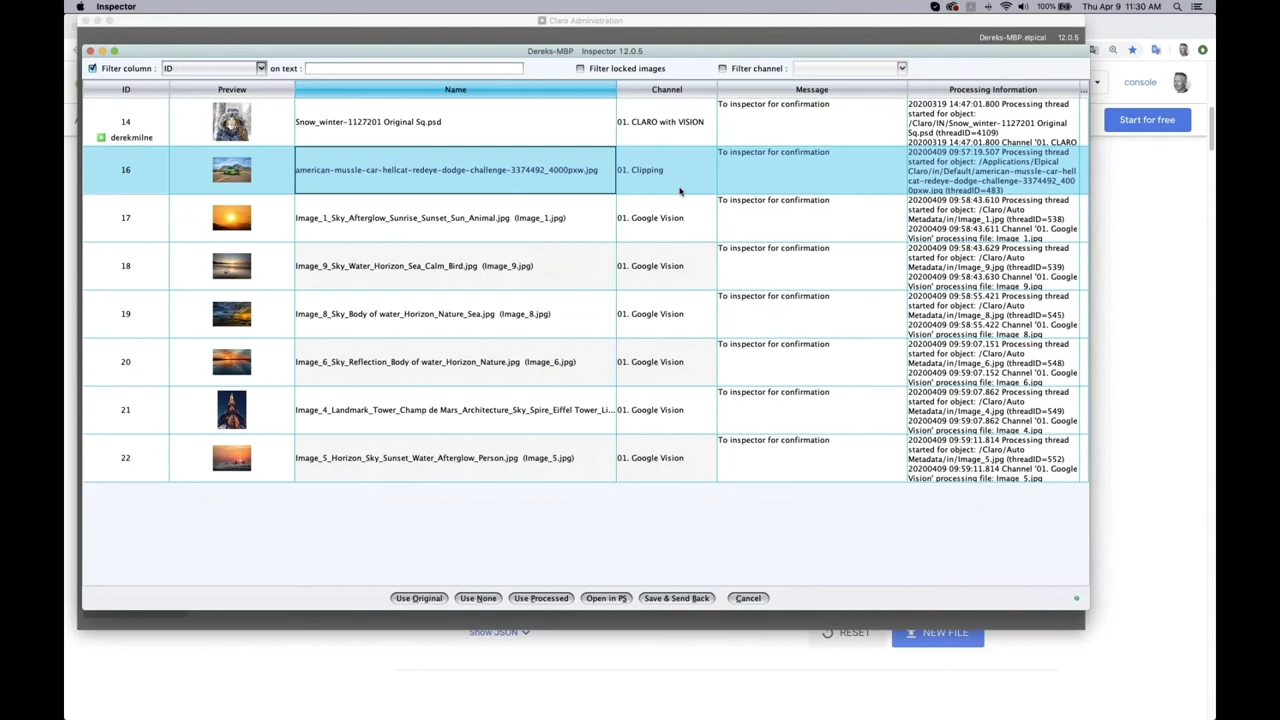 Inspector
100%
Thu Apr 9 11:30 AM
Claro Administration
Dereks-MBP.elpical 12.0.5
Dereks-MBP Inspector 12.0.5
Filter column : ID on text : Filter locked images Filter channel :
console
Start for free
ID Preview Name Channel Message Processing Information ...
14
derekmilne
Snow_winter-1127201 Original Sq.psd
01. CLARO with VISION
To inspector for confirmation
20200319 14:47:01.800 Processing thread
started for object:
/Claro/IN/Snow_winter-1127201 Original
Sq.psd (threadID=4109)
20200319 14:47:01.800 Channel '01. CLARO
16
american-mussle-car-hellcat-redeye-dodge-challenge-3374492_4000pxw.jpg
01. Clipping
To inspector for confirmation
20200409 09:57:19.507 Processing thread
started for object: /Applications/Elpical
Claro/in/Default/american-mussle-car-hell
cat-redeye-dodge-challenge-3374492_400
0pxw.jpg (threadID=483)
17
Image_1_Sky_Afterglow_Sunrise_Sunset_Sun_Animal.jpg (Image_1.jpg)
01. Google Vision
To inspector for confirmation
20200409 09:58:43.610 Processing thread
started for object: /Claro/Auto
Metadata/in/Image_1.jpg (threadID=538)
20200409 09:58:43.611 Channel '01. Google
Vision' processing file: Image_1.jpg
18
Image_9_Sky_Water_Horizon_Sea_Calm_Bird.jpg (Image_9.jpg)
01. Google Vision
To inspector for confirmation
20200409 09:58:43.629 Processing thread
started for object: /Claro/Auto
Metadata/in/Image_9.jpg (threadID=539)
20200409 09:58:43.630 Channel '01. Google
Vision' processing file: Image_9.jpg
19
Image_8_Sky_Body of water_Horizon_Nature_Sea.jpg (Image_8.jpg)
01. Google Vision
To inspector for confirmation
20200409 09:58:55.421 Processing thread
started for object: /Claro/Auto
Metadata/in/Image_8.jpg (threadID=545)
20200409 09:58:55.422 Channel '01. Google
Vision' processing file: Image_8.jpg
20
Image_6_Sky_Reflection_Body of water_Horizon_Nature.jpg (Image_6.jpg)
01. Google Vision
To inspector for confirmation
20200409 09:59:07.151 Processing thread
started for object: /Claro/Auto
Metadata/in/Image_6.jpg (threadID=548)
20200409 09:59:07.152 Channel '01. Google
Vision' processing file: Image_6.jpg
21
Image_4_Landmark_Tower_Champ de Mars_Architecture_Sky_Spire_Eiffel Tower_Li...
01. Google Vision
To inspector for confirmation
20200409 09:59:07.862 Processing thread
started for object: /Claro/Auto
Metadata/in/Image_4.jpg (threadID=549)
20200409 09:59:07.862 Channel '01. Google
Vision' processing file: Image_4.jpg
22
Image_5_Horizon_Sky_Sunset_Water_Afterglow_Person.jpg (Image_5.jpg)
01. Google Vision
To inspector for confirmation
20200409 09:59:11.814 Processing thread
started for object: /Claro/Auto
Metadata/in/Image_5.jpg (threadID=552)
20200409 09:59:11.814 Channel '01. Google
Vision' processing file: Image_5.jpg
Use Original Use None Use Processed Open in PS Save & Send Back Cancel
Show JSON
RESET
NEW FILE